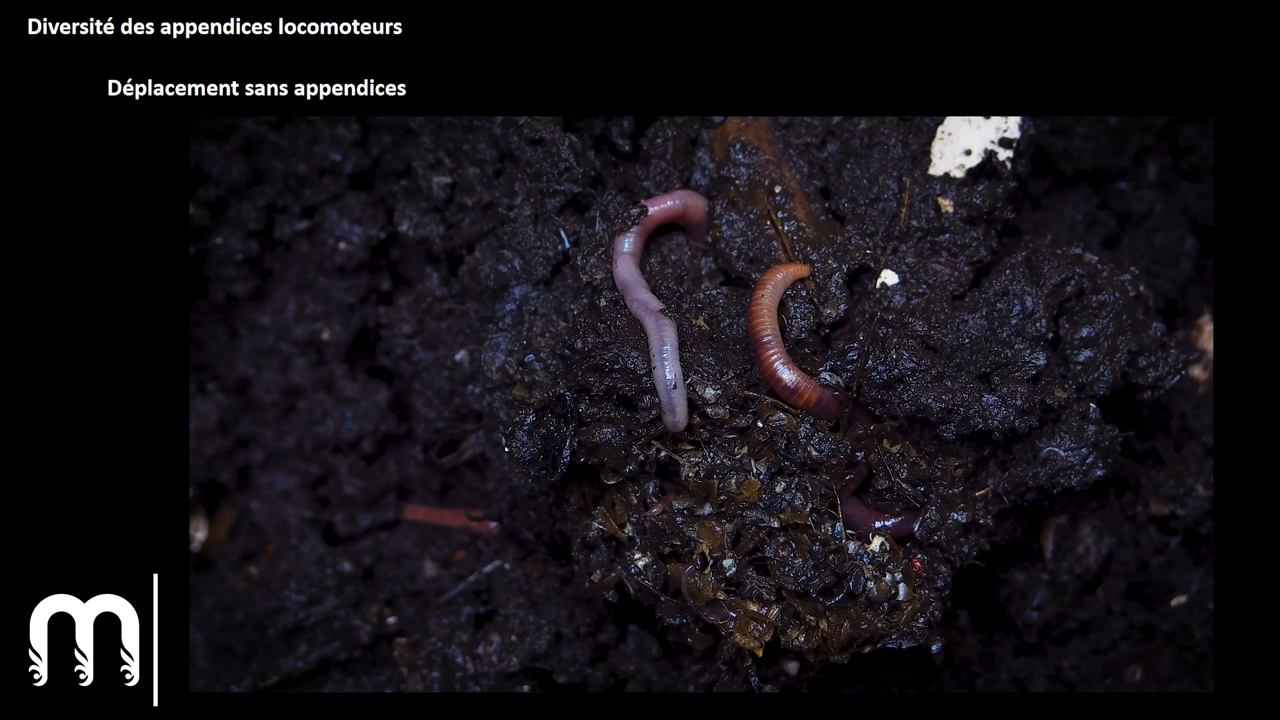 Diversité des appendices locomoteurs
Déplacement sans appendices